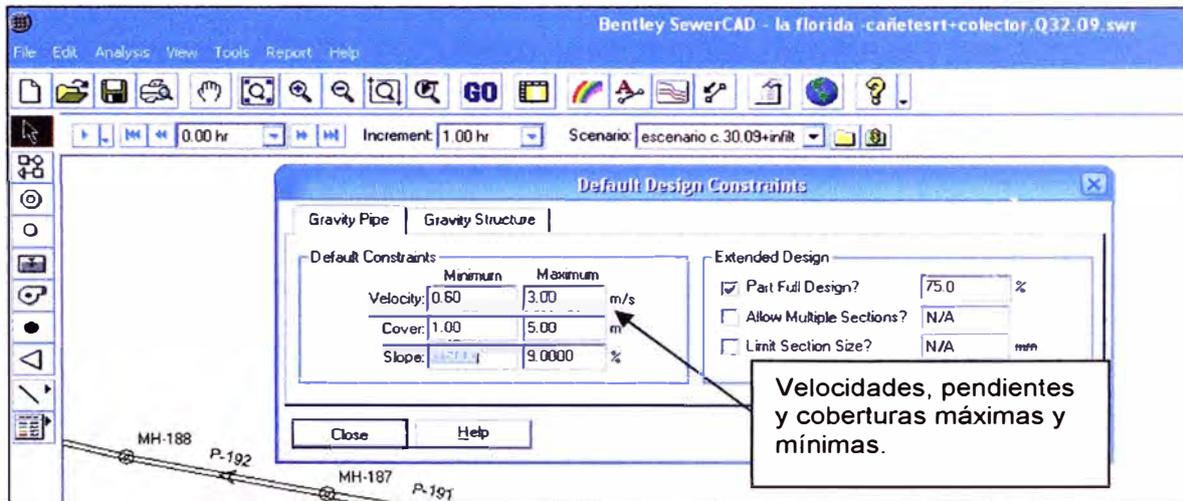 Bentley SewerCAD - la florida -cañetesrt+colector.Q32.09.swr
File Edit Analysis View Tools Report Help
GO
0.00 hr Increment: 1.00 hr Scenario: escenario c.30.09+infilt
Default Design Constraints
Gravity Pipe Gravity Structure
Default Constraints
Minimum Maximum
Velocity: 0.60 3.00 m/s
Cover: 1.00 5.00 m
Slope: 9.0000 %
Extended Design
Part Full Design? 75.0 %
Allow Multiple Sections? N/A
Limit Section Size? N/A mm
Velocidades, pendientes
y coberturas máximas y
mínimas.
Close Help
MH-188
P-192
MH-187
P-191